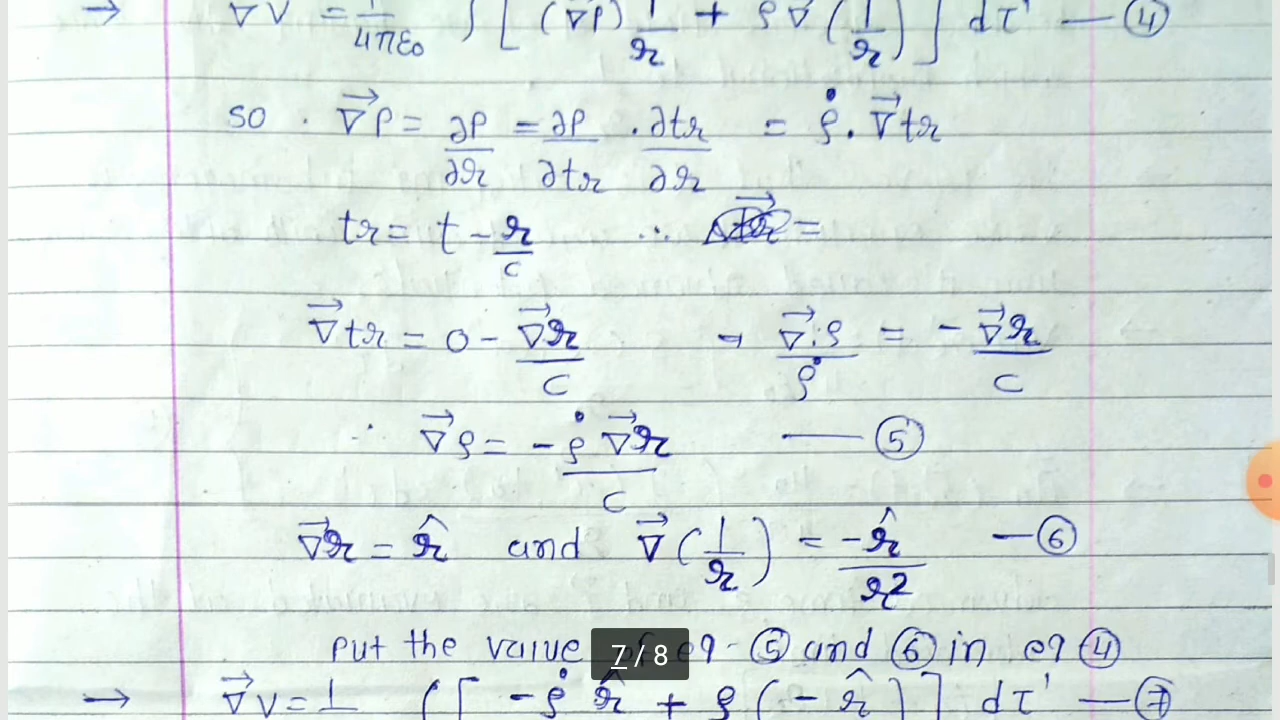 → ∇V = 1/4πε₀ ∫ [ (∇⃗ρ) 1/r + ρ ∇⃗ (1/r) ] dτ' — ④
so . ∇⃗ρ = ∂ρ/∂r = ∂ρ/∂tr . ∂tr/∂r = ρ̇ . ∇⃗tr
tr = t - r/c ∴ =
∇⃗tr = 0 - ∇⃗r/c → ∇⃗.ρ/ρ̇ = - ∇⃗r/c
∴ ∇⃗ρ = - ρ̇ ∇⃗r/c — ⑤
∇⃗r = r̂ and ∇⃗ (1/r) = -r̂/r² — ⑥
put the value of eq - ⑤ and ⑥ in eq ④
7 / 8
→ ∇⃗V = 1 ∫ [ -ρ̇ r̂ + ρ (- r̂ ) ] dτ' — ⑦